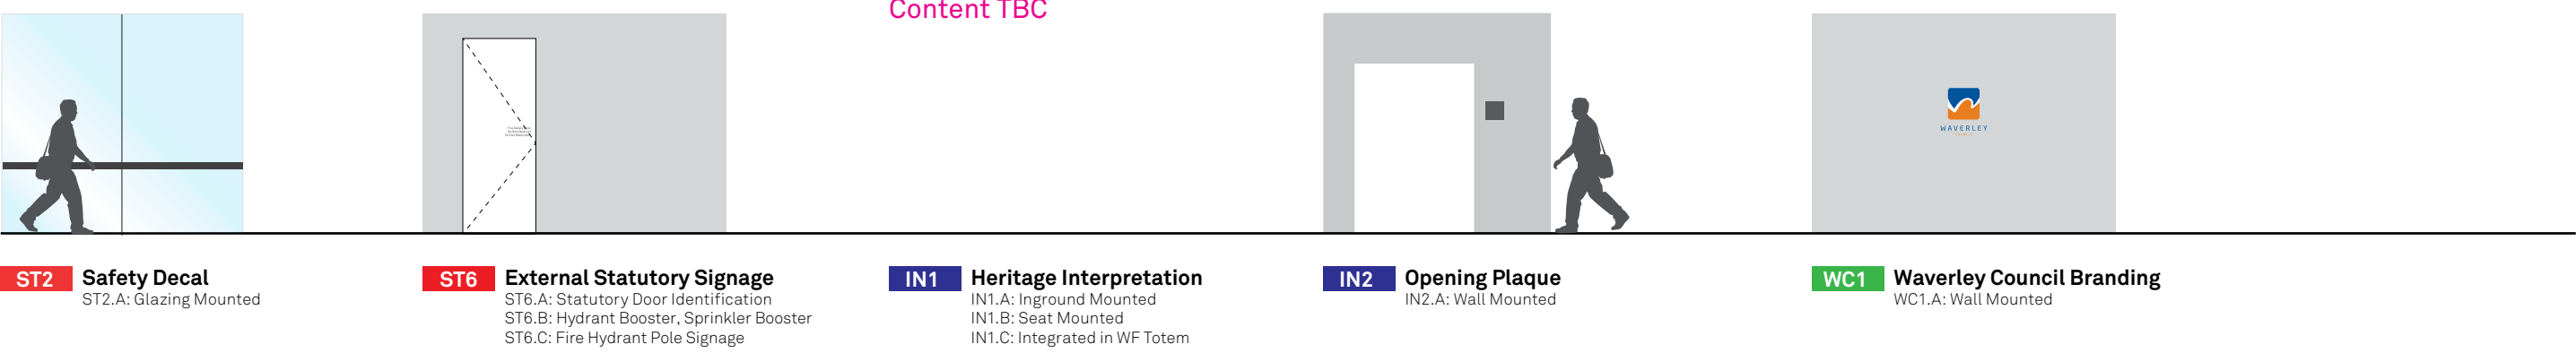 Content TBC
WAVERLEY
ST2 Safety Decal
ST2.A: Glazing Mounted
ST6 External Statutory Signage
ST6.A: Statutory Door Identification
ST6.B: Hydrant Booster, Sprinkler Booster
ST6.C: Fire Hydrant Pole Signage
IN1 Heritage Interpretation
IN1.A: Inground Mounted
IN1.B: Seat Mounted
IN1.C: Integrated in WF Totem
IN2 Opening Plaque
IN2.A: Wall Mounted
WC1 Waverley Council Branding
WC1.A: Wall Mounted